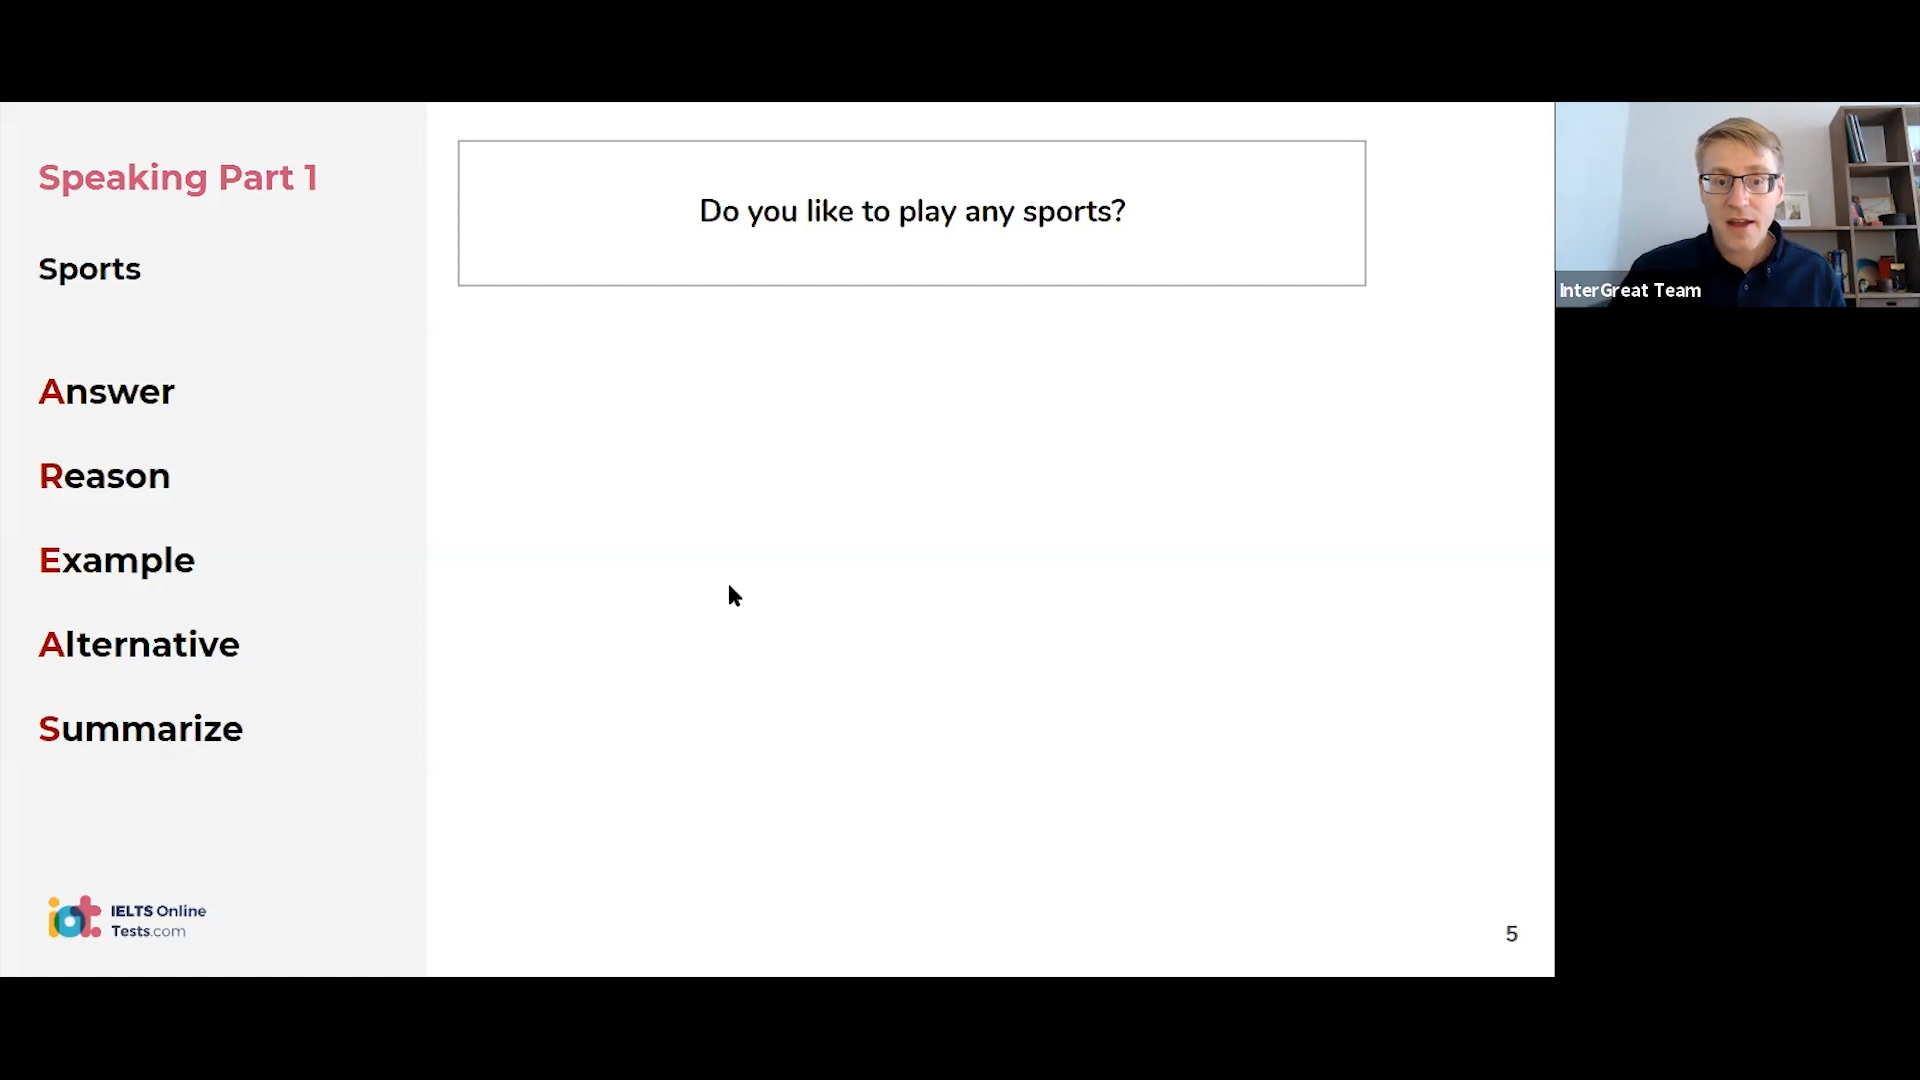 Speaking Part 1
Sports
Answer
Reason
Example
Alternative
Summarize
Do you like to play any sports?
InterGreat Team
iot IELTS Online
Tests.com
5